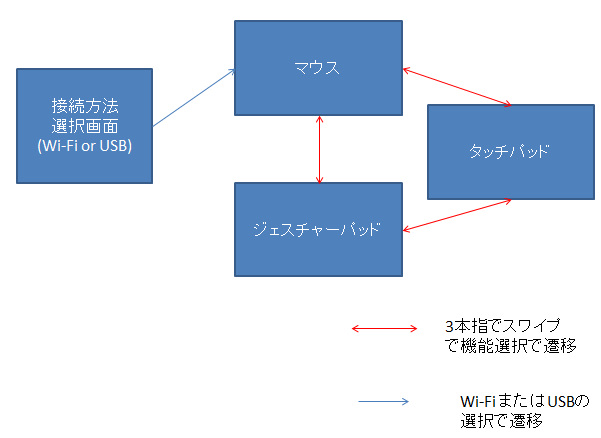 マウス
接続方法
選択画面
(Wi-Fi or USB)
タッチパッド
ジェスチャーパッド
3本指でスワイプ
で機能選択で遷移
Wi-FiまたはUSBの
選択で遷移